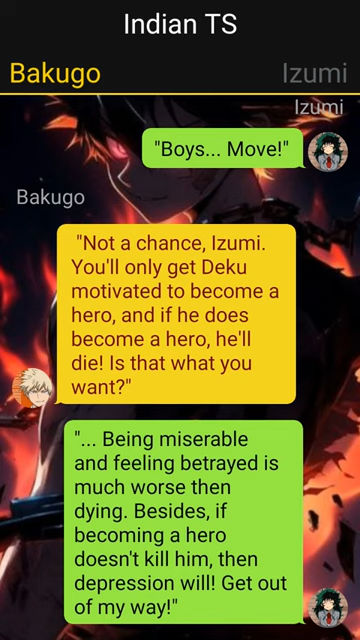 Indian TS
Bakugo
Izumi
Izumi
"Boys... Move!"
Bakugo
"Not a chance, Izumi.
You'll only get Deku
motivated to become a
hero, and if he does
become a hero, he'll
die! Is that what you
want?"
"... Being miserable
and feeling betrayed is
much worse then
dying. Besides, if
becoming a hero
doesn't kill him, then
depression will! Get out
of my way!"